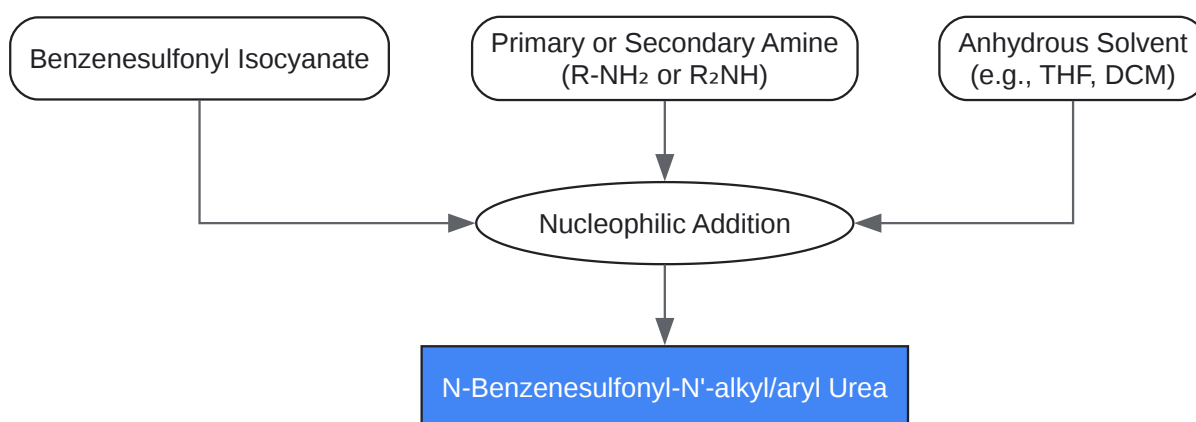 Benzenesulfonyl Isocyanate
Primary or Secondary Amine
(R-NH₂ or R₂NH)
Anhydrous Solvent
(e.g., THF, DCM)
Nucleophilic Addition
N-Benzenesulfonyl-N'-alkyl/aryl Urea